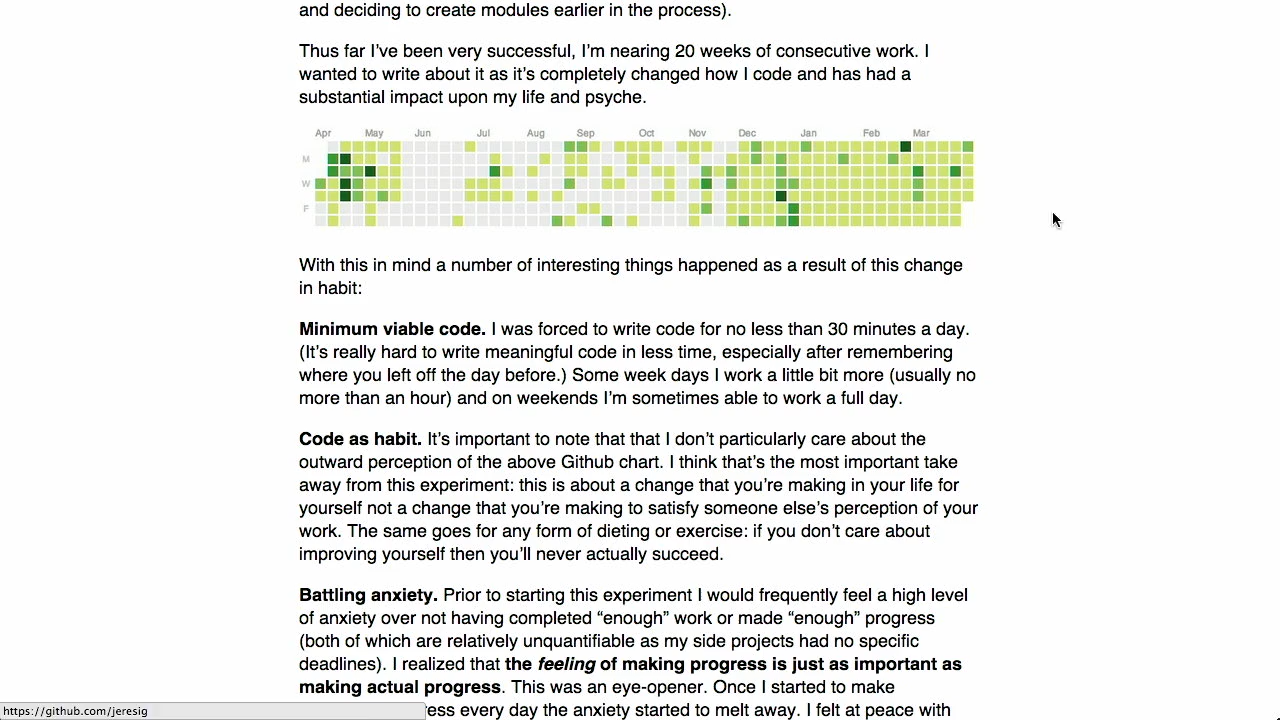 and deciding to create modules earlier in the process).
Thus far I’ve been very successful, I’m nearing 20 weeks of consecutive work. I
wanted to write about it as it’s completely changed how I code and has had a
substantial impact upon my life and psyche.
Apr May Jun Jul Aug Sep Oct Nov Dec Jan Feb Mar
M
W
F
With this in mind a number of interesting things happened as a result of this change
in habit:
Minimum viable code. I was forced to write code for no less than 30 minutes a day.
(It’s really hard to write meaningful code in less time, especially after remembering
where you left off the day before.) Some week days I work a little bit more (usually no
more than an hour) and on weekends I’m sometimes able to work a full day.
Code as habit. It’s important to note that that I don’t particularly care about the
outward perception of the above Github chart. I think that’s the most important take
away from this experiment: this is about a change that you’re making in your life for
yourself not a change that you’re making to satisfy someone else’s perception of your
work. The same goes for any form of dieting or exercise: if you don’t care about
improving yourself then you’ll never actually succeed.
Battling anxiety. Prior to starting this experiment I would frequently feel a high level
of anxiety over not having completed “enough” work or made “enough” progress
(both of which are relatively unquantifiable as my side projects had no specific
deadlines). I realized that the feeling of making progress is just as important as
making actual progress. This was an eye-opener. Once I started to make
ess every day the anxiety started to melt away. I felt at peace with
https://github.com/jeresig